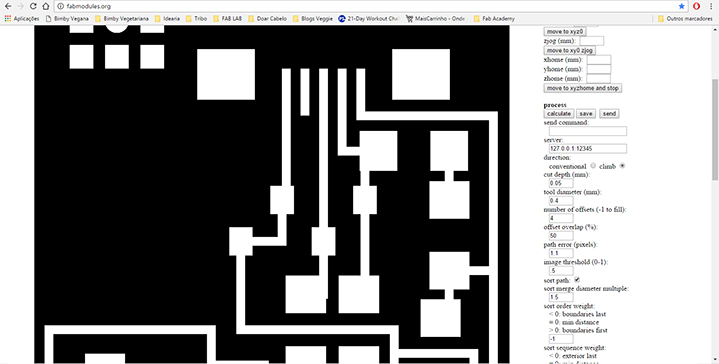 fabmodules.org
Aplicações Bimby Vegana Bimby Vegetariana Idearia Tribo FAB LAB Doar Cabelo Blogs Veggie 21-Day Workout Chal MaisCarrinho - Onde Fab Academy Outros marcadores
move to xyz0
zjog (mm):
move to xy0 zjog
xhome (mm):
yhome (mm):
zhome (mm):
move to xyzhome and stop
process
calculate save send
send command:
server:
127.0.0.1:12345
direction:
conventional climb
cut depth (mm):
0.05
tool diameter (mm):
0.4
number of offsets (-1 to fill):
4
offset overlap (%):
50
path error (pixels):
1.1
image threshold (0-1):
.5
sort path:
sort merge diameter multiple:
1.5
sort order weight:
< 0: boundaries last
= 0: min distance
> 0: boundaries first
-1
sort sequence weight:
< 0: exterior last
= 0: min distance